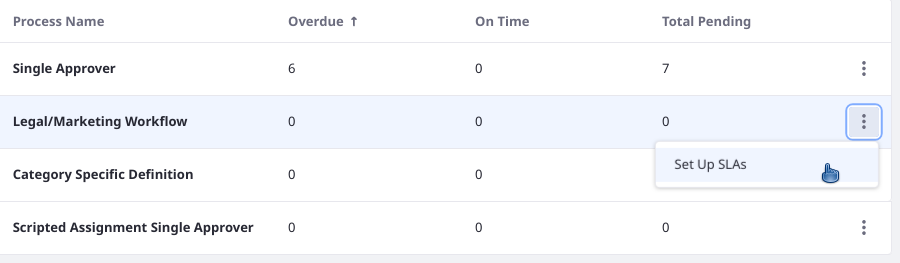 Process Name Overdue ↑ On Time Total Pending
Single Approver 6 0 7
Legal/Marketing Workflow 0 0 0
Set Up SLAs
Category Specific Definition 0 0
Scripted Assignment Single Approver 0 0 0